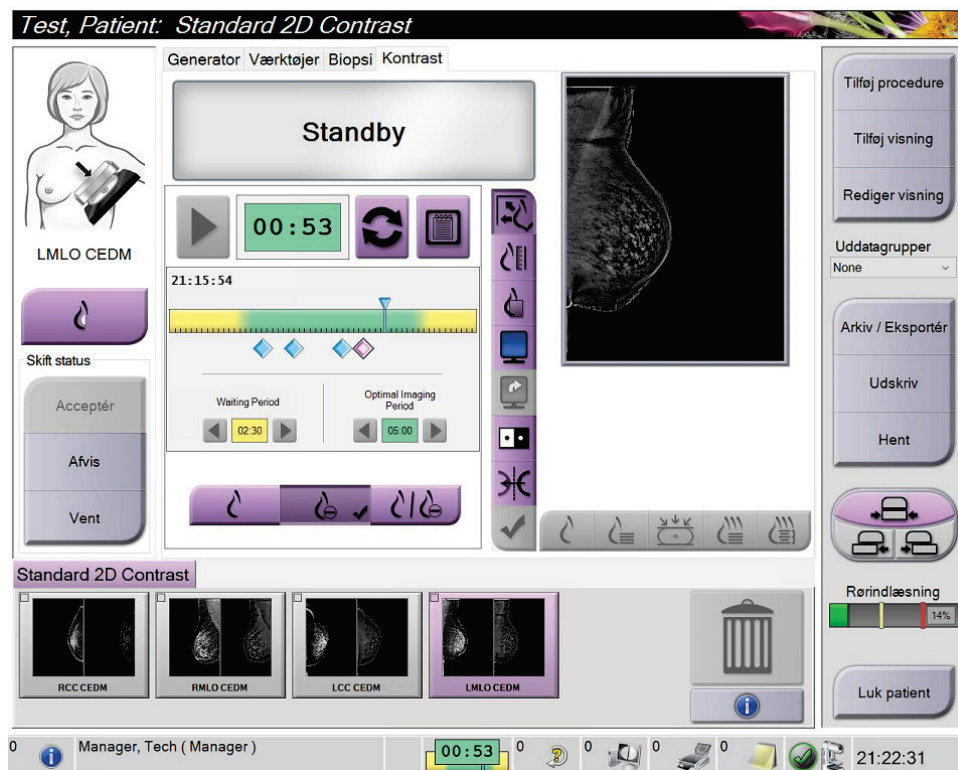 Test, Patient: Standard 2D Contrast
Generator Værktøjer Biopsi Kontrast
Standby
LMLO CEDM
00:53
21:15:54
Waiting Period
02:30
Optimal Imaging
Period
05:00
Skift status
Acceptér
Afvis
Vent
Tilføj procedure
Tilføj visning
Rediger visning
Uddatagrupper
None
Arkiv / Eksportér
Udskriv
Hent
Rørindlæsning
14%
Luk patient
Standard 2D Contrast
RCC CEDM
RMLO CEDM
LCC CEDM
LMLO CEDM
0 Manager, Tech ( Manager ) 00:53 0 0 0 0 21:22:31